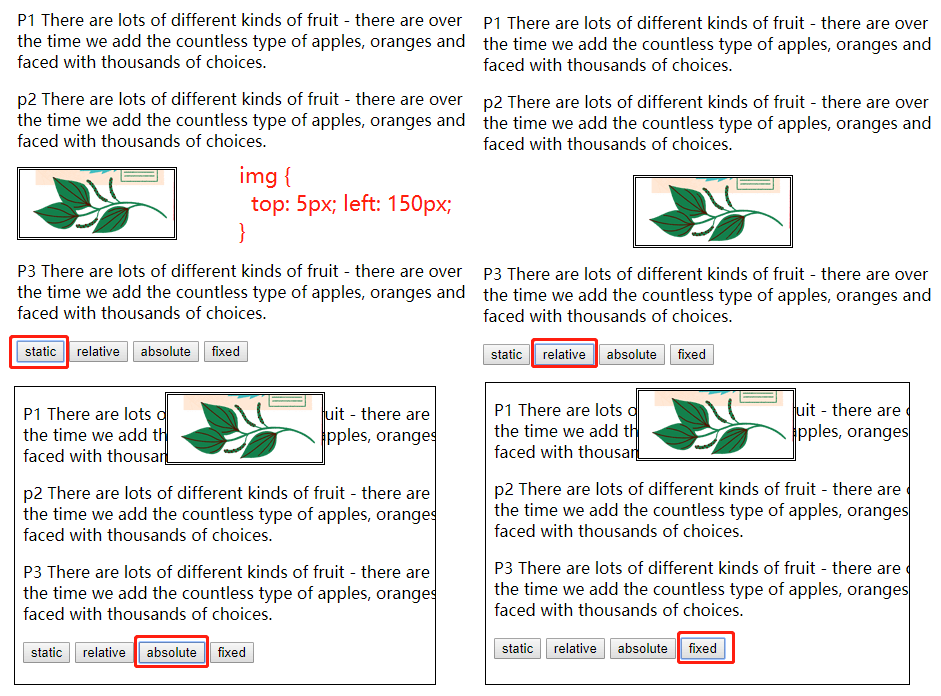 P1 There are lots of different kinds of fruit - there are over
the time we add the countless type of apples, oranges and
faced with thousands of choices.
p2 There are lots of different kinds of fruit - there are over
the time we add the countless type of apples, oranges and
faced with thousands of choices.
img {
top: 5px; left: 150px;
}
P3 There are lots of different kinds of fruit - there are over
the time we add the countless type of apples, oranges and
faced with thousands of choices.
static relative absolute fixed
P1 There are lots of different kinds of fruit - there are over
the time we add the countless type of apples, oranges and
faced with thousands of choices.
p2 There are lots of different kinds of fruit - there are over
the time we add the countless type of apples, oranges and
faced with thousands of choices.
P3 There are lots of different kinds of fruit - there are over
the time we add the countless type of apples, oranges and
faced with thousands of choices.
static relative absolute fixed
P1 There are lots uit - there are
the time we add pples, oranges
faced with
p2 There are lots of different kinds of fruit - there are
the time we add the countless type of apples, oranges
faced with thousands of choices.
P3 There are lots of different kinds of fruit - there are
the time we add the countless type of apples, oranges
faced with thousands of choices.
static relative absolute fixed
P1 There are lots uit - there are
the time we add pples, oranges
faced with
p2 There are lots of different kinds of fruit - there are
the time we add the countless type of apples, oranges
faced with thousands of choices.
P3 There are lots of different kinds of fruit - there are
the time we add the countless type of apples, oranges
faced with thousands of choices.
static relative absolute fixed